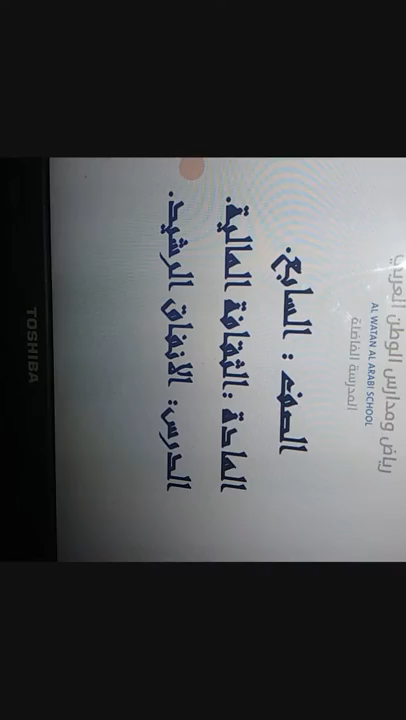 رياض ومدارس الوطن العربي
AL WATAN AL ARABI SCHOOL
المدرسة الفاضلة
الصف : السابع.
المادة :الثقافة المالية.
الدرس: الانفاق الرشيد.
TOSHIBA